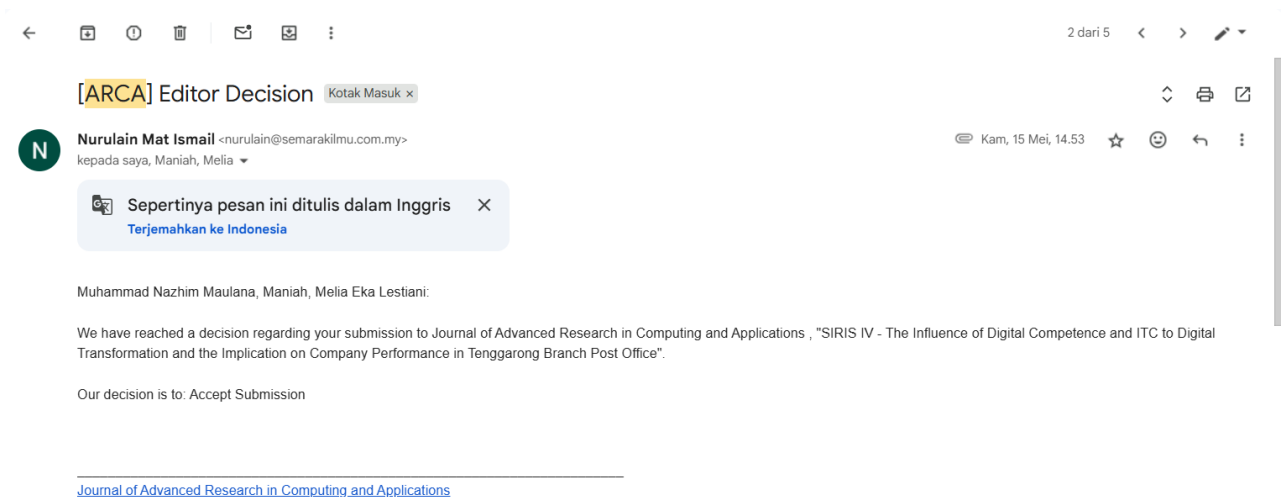 2 dari 5
[ARCA] Editor Decision Kotak Masuk ×
N
Nurulain Mat Ismail <nurulain@semarakilmu.com.my>
Kam, 15 Mei, 14.53
kepada saya, Maniah, Melia
Sepertinya pesan ini ditulis dalam Inggris
Terjemahkan ke Indonesia
Muhammad Nazhim Maulana, Maniah, Melia Eka Lestiani:
We have reached a decision regarding your submission to Journal of Advanced Research in Computing and Applications , "SIRIS IV - The Influence of Digital Competence and ITC to Digital
Transformation and the Implication on Company Performance in Tenggarong Branch Post Office".
Our decision is to: Accept Submission
Journal of Advanced Research in Computing and Applications